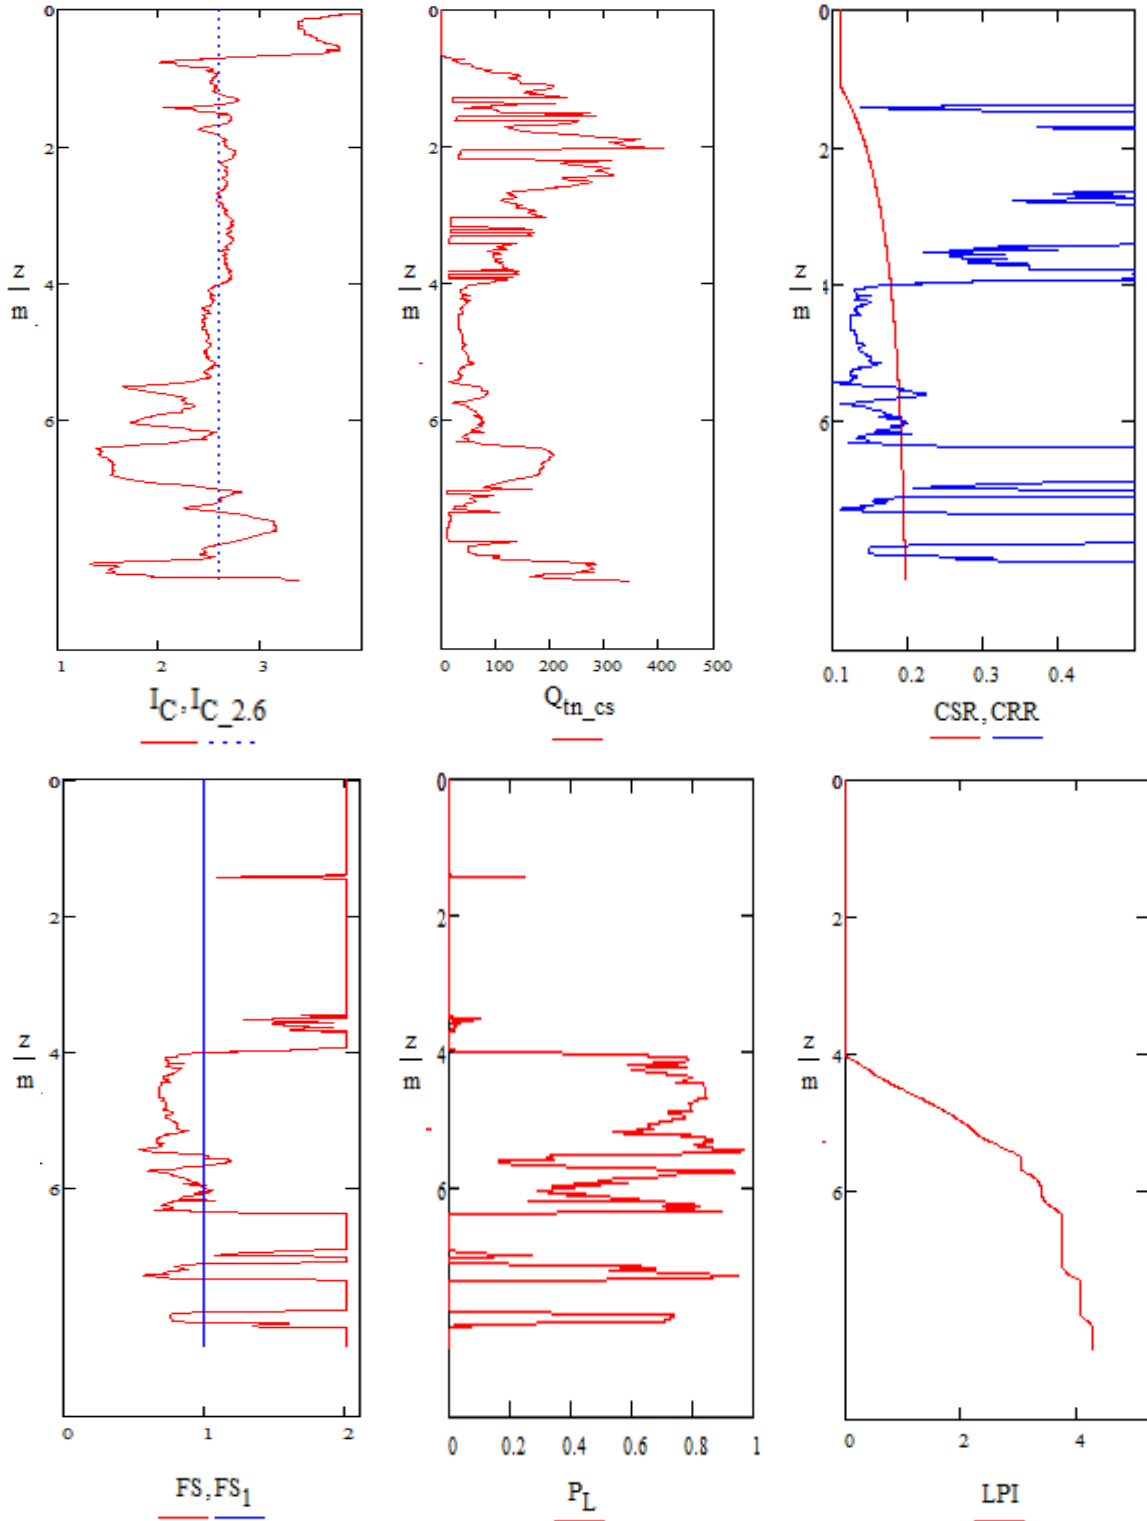 0 0 0
2 2 2
z/m z/m z/m
4 4 4
6 6 6
1 2 3 0 100 200 300 400 500 0.1 0.2 0.3 0.4
I_C, I_C_2.6 Q_tn_cs CSR, CRR
0 0 0
2 2 2
z/m z/m z/m
4 4 4
6 6 6
0 1 2 0 0.2 0.4 0.6 0.8 1 0 2 4
FS, FS_1 P_L LPI